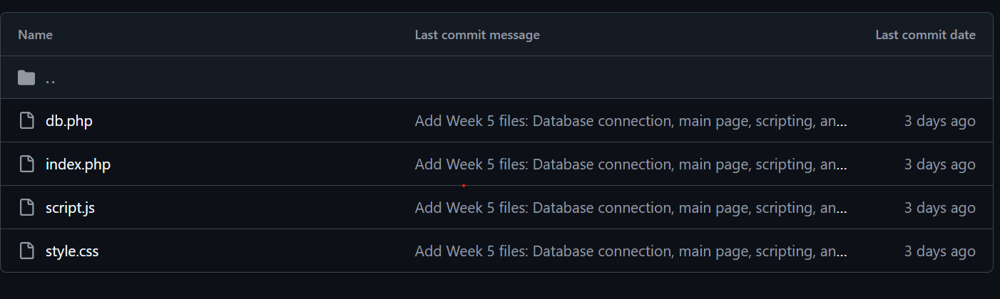 Name Last commit message Last commit date
..
db.php Add Week 5 files: Database connection, main page, scripting, an... 3 days ago
index.php Add Week 5 files: Database connection, main page, scripting, an... 3 days ago
script.js Add Week 5 files: Database connection, main page, scripting, an... 3 days ago
style.css Add Week 5 files: Database connection, main page, scripting, an... 3 days ago